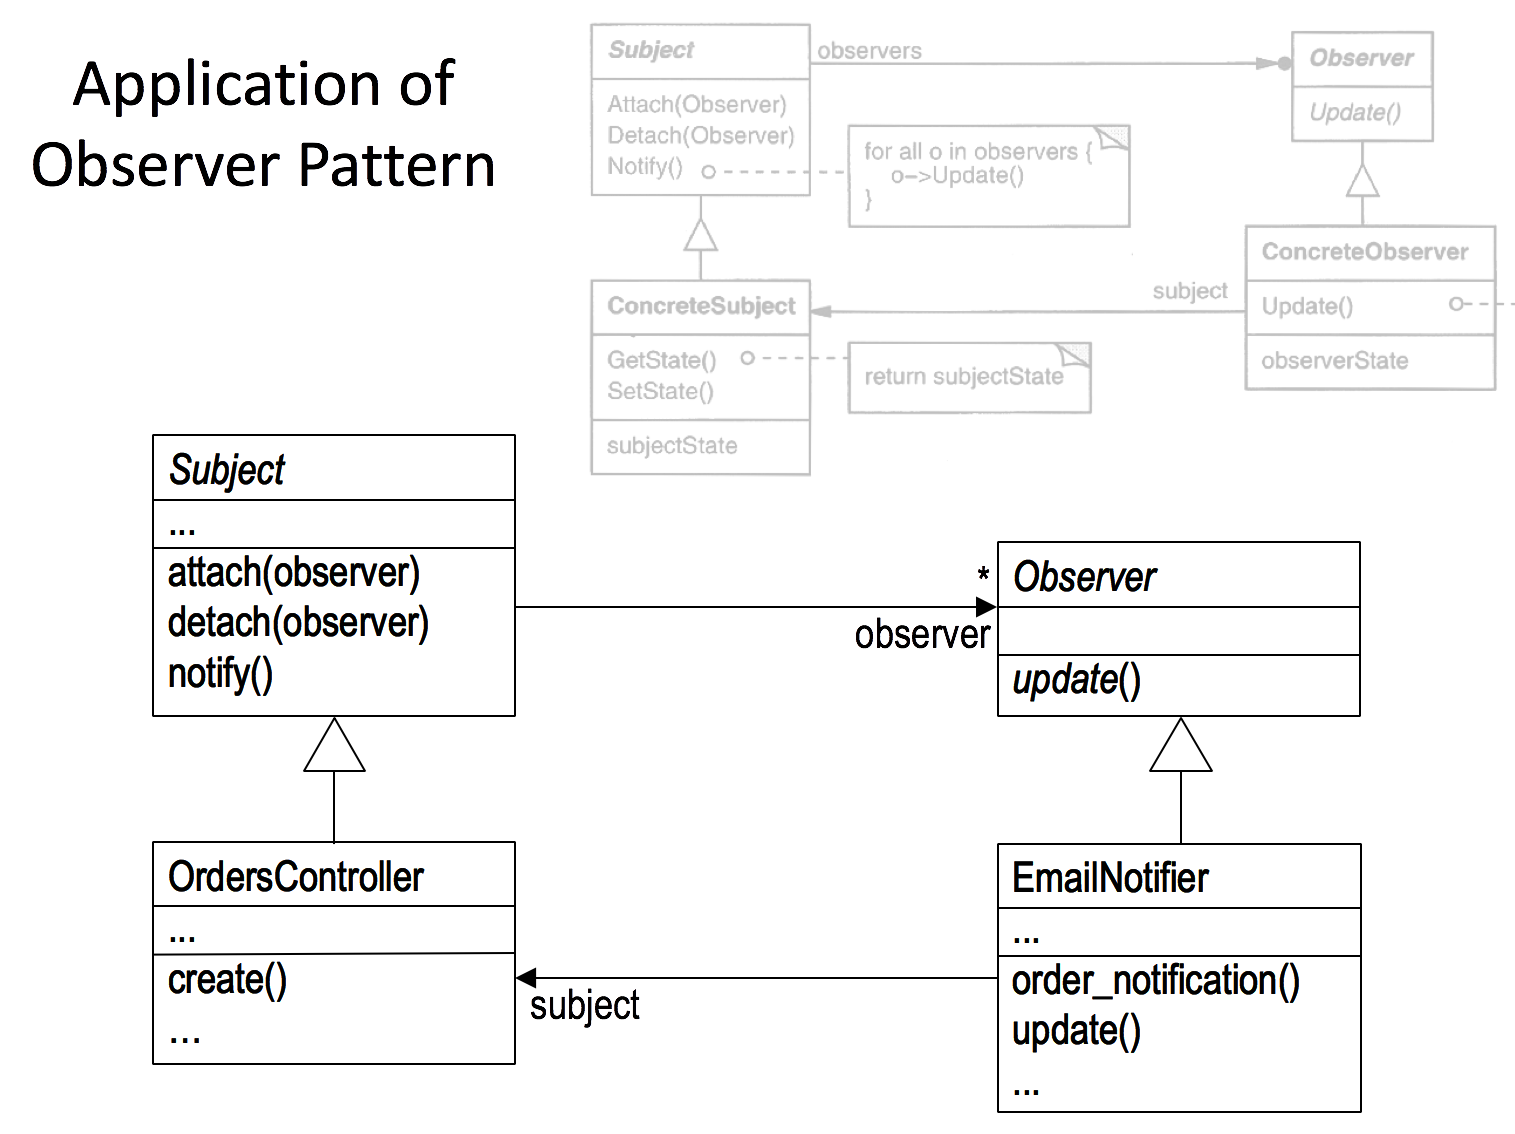 Application of
Observer Pattern
Subject
Attach(Observer)
Detach(Observer)
Notify()
observers
Observer
Update()
for all o in observers {
o->Update()
}
ConcreteSubject
GetState()
SetState()
subjectState
return subjectState
subject
ConcreteObserver
Update()
observerState
Subject
...
attach(observer)
detach(observer)
notify()
*
observer
Observer
update()
OrdersController
...
create()
...
subject
EmailNotifier
...
order_notification()
update()
...